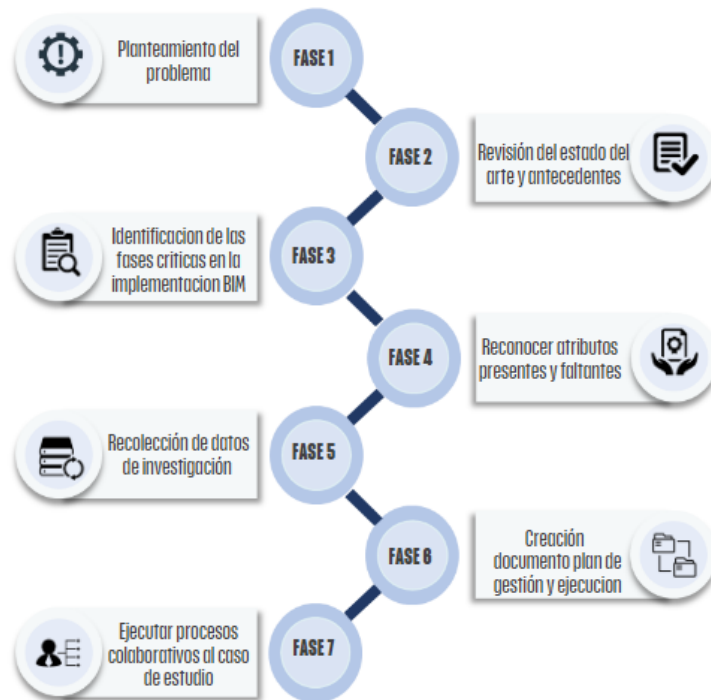 Planteamiento del
problema
FASE 1
FASE 2
Revisión del estado del
arte y antecedentes
Identificacion de las
fases criticas en la
implementacion BIM
FASE 3
FASE 4
Reconocer atributos
presentes y faltantes
Recolección de datos
de investigación
FASE 5
FASE 6
Creación
documento plan de
gestión y ejecucion
Ejecutar procesos
colaborativos al caso
de estudio
FASE 7